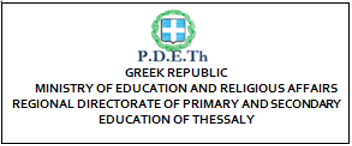 P.D.E.Th
GREEK REPUBLIC
MINISTRY OF EDUCATION AND RELIGIOUS AFFAIRS
REGIONAL DIRECTORATE OF PRIMARY AND SECONDARY
EDUCATION OF THESSALY